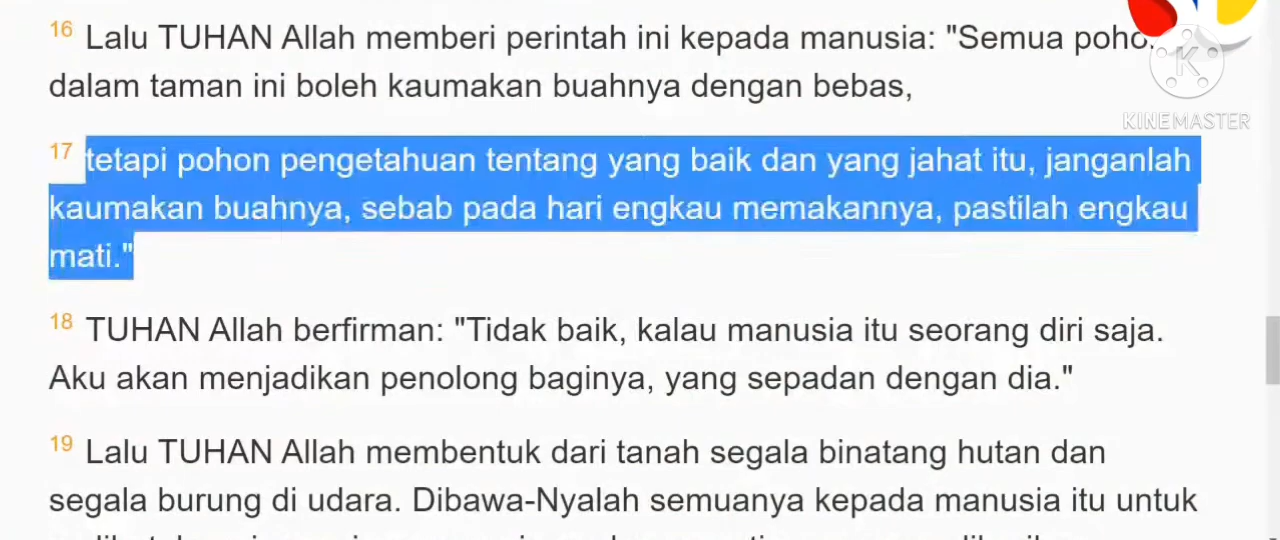 16 Lalu TUHAN Allah memberi perintah ini kepada manusia: "Semua
dalam taman ini boleh kaumakan buahnya dengan bebas,
KINEMASTER
17 tetapi pohon pengetahuan tentang yang baik dan yang jahat itu, janganlah
kaumakan buahnya, sebab pada hari engkau memakannya, pastilah engkau
mati."
18 TUHAN Allah berfirman: "Tidak baik, kalau manusia itu seorang diri saja.
Aku akan menjadikan penolong baginya, yang sepadan dengan dia."
19 Lalu TUHAN Allah membentuk dari tanah segala binatang hutan dan
segala burung di udara. Dibawa-Nyalah semuanya kepada manusia itu untuk